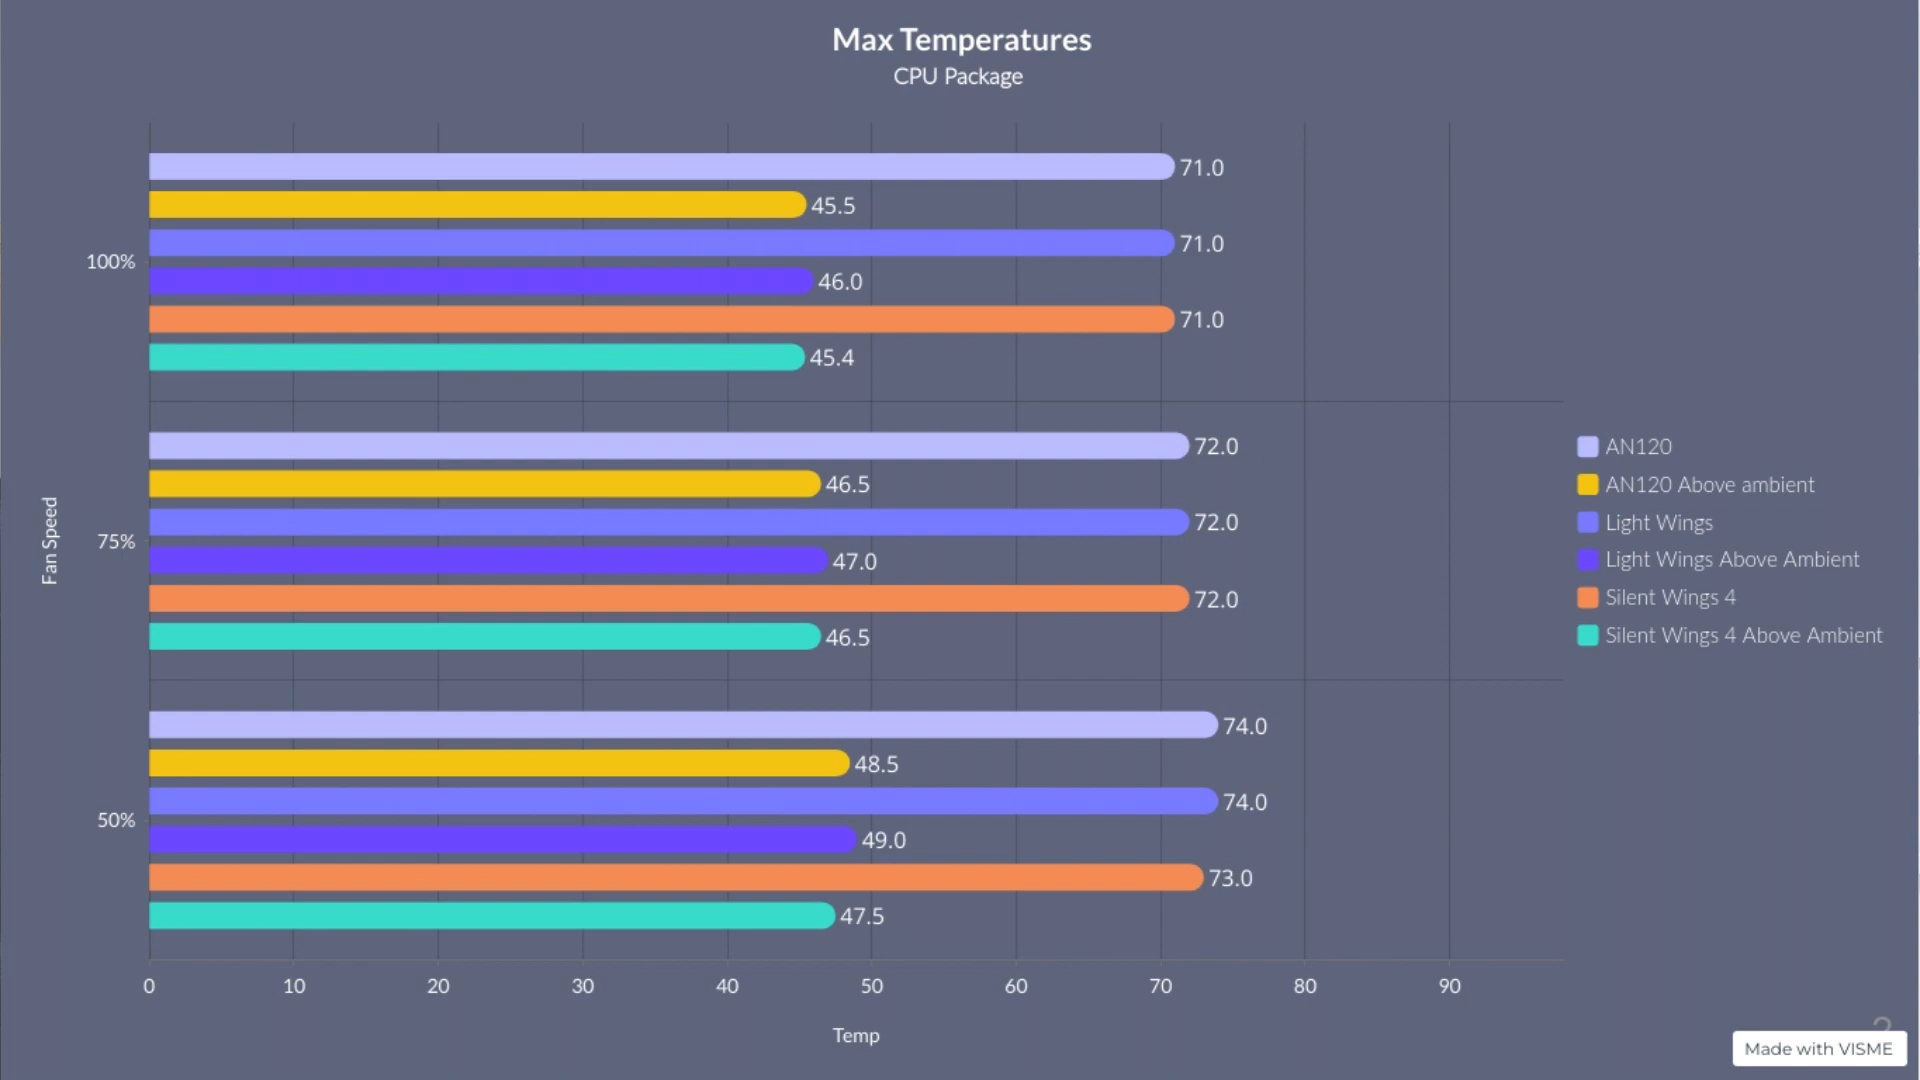 Max Temperatures
CPU Package
71.0
45.5
71.0
100%
46.0
71.0
45.4
72.0
46.5
72.0
75%
47.0
72.0
46.5
74.0
48.5
74.0
50%
49.0
73.0
47.5
Fan Speed
0 10 20 30 40 50 60 70 80 90
Temp
AN120
AN120 Above ambient
Light Wings
Light Wings Above Ambient
Silent Wings 4
Silent Wings 4 Above Ambient
Made with VISME